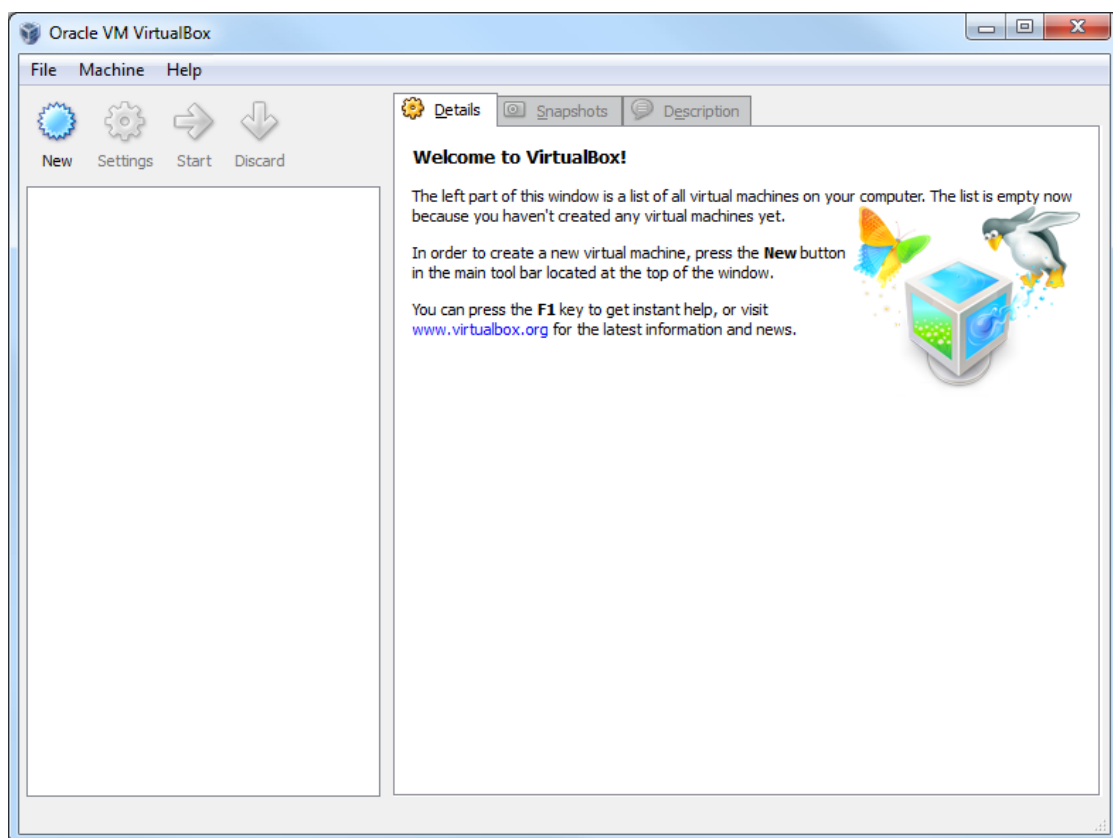 Oracle VM VirtualBox
File Machine Help
New Settings Start Discard
Details Snapshots Description
Welcome to VirtualBox!
The left part of this window is a list of all virtual machines on your computer. The list is empty now
because you haven't created any virtual machines yet.
In order to create a new virtual machine, press the New button
in the main tool bar located at the top of the window.
You can press the F1 key to get instant help, or visit
www.virtualbox.org for the latest information and news.